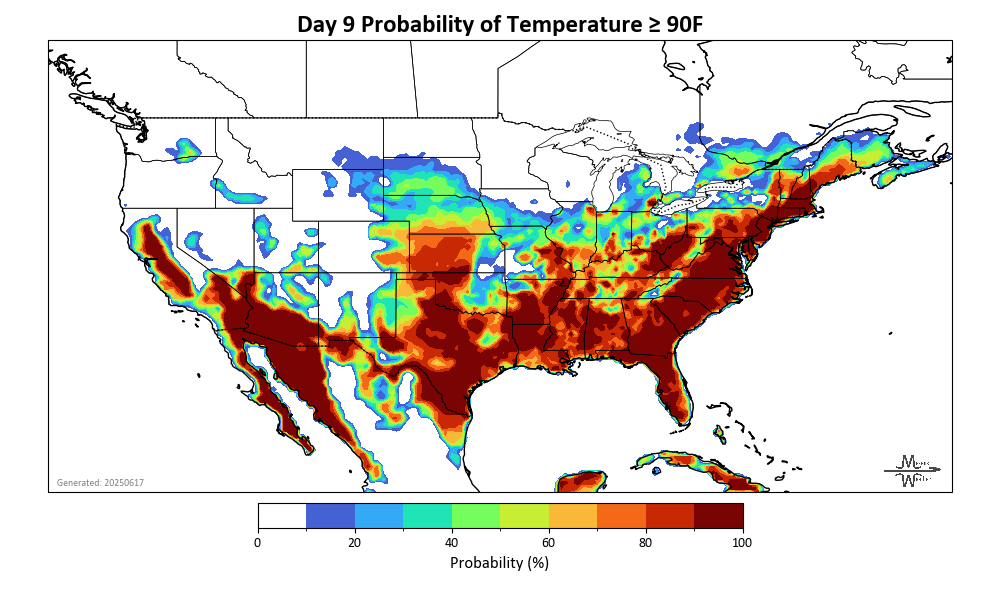 Day 9 Probability of Temperature ≥ 90F
Generated: 20250617
0 20 40 60 80 100
Probability (%)